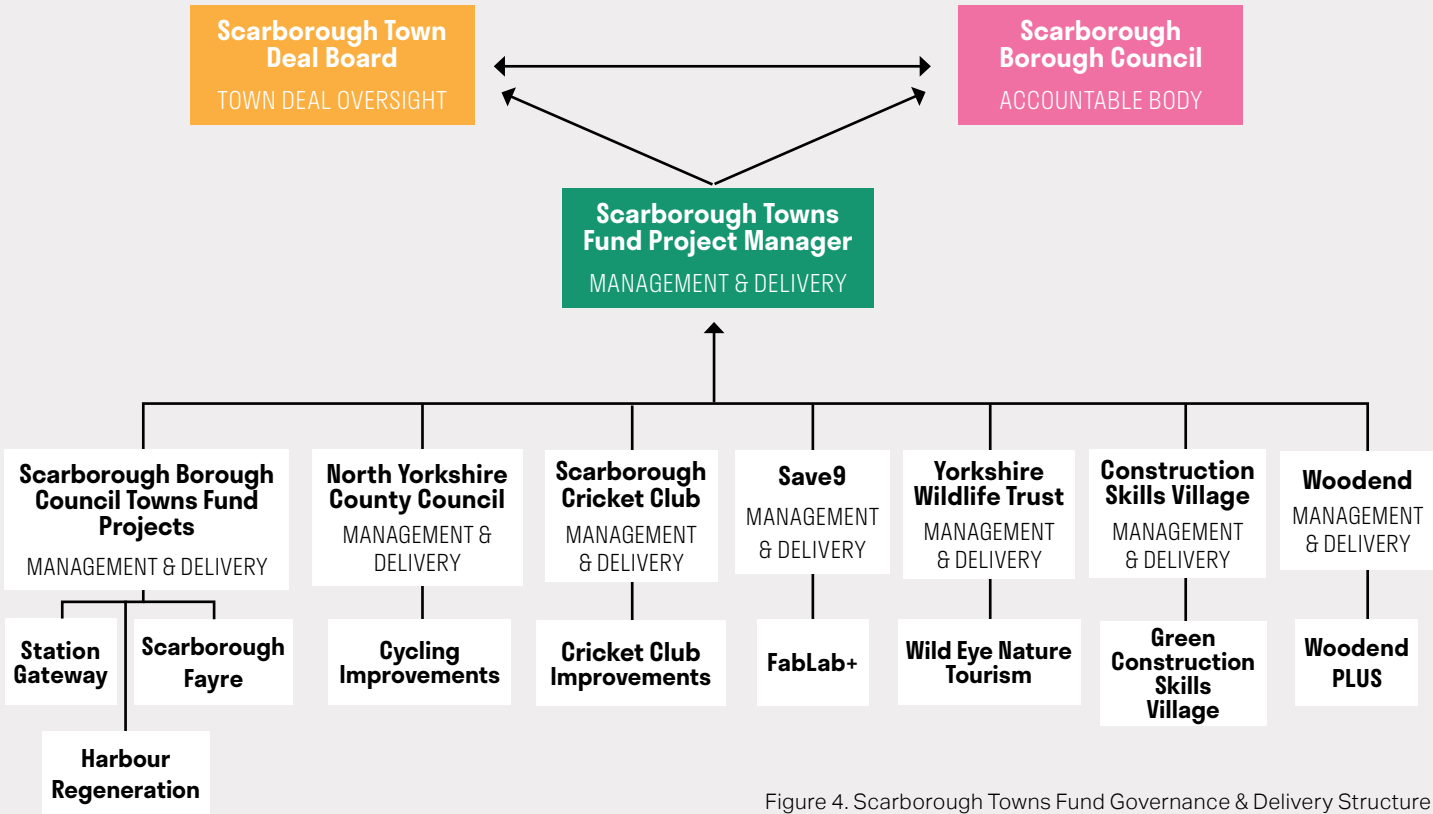 Scarborough Town
Deal Board
TOWN DEAL OVERSIGHT
Scarborough
Borough Council
ACCOUNTABLE BODY
Scarborough Towns
Fund Project Manager
MANAGEMENT & DELIVERY
Scarborough Borough
Council Towns Fund
Projects
MANAGEMENT & DELIVERY
North Yorkshire
County Council
MANAGEMENT &
DELIVERY
Scarborough
Cricket Club
MANAGEMENT
& DELIVERY
Save9
MANAGEMENT
& DELIVERY
Yorkshire
Wildlife Trust
MANAGEMENT
& DELIVERY
Construction
Skills Village
MANAGEMENT
& DELIVERY
Woodend
MANAGEMENT
& DELIVERY
Station
Gateway
Scarborough
Fayre
Harbour
Regeneration
Cycling
Improvements
Cricket Club
Improvements
FabLab+
Wild Eye Nature
Tourism
Green
Construction
Skills
Village
Woodend
PLUS
Figure 4. Scarborough Towns Fund Governance & Delivery Structure